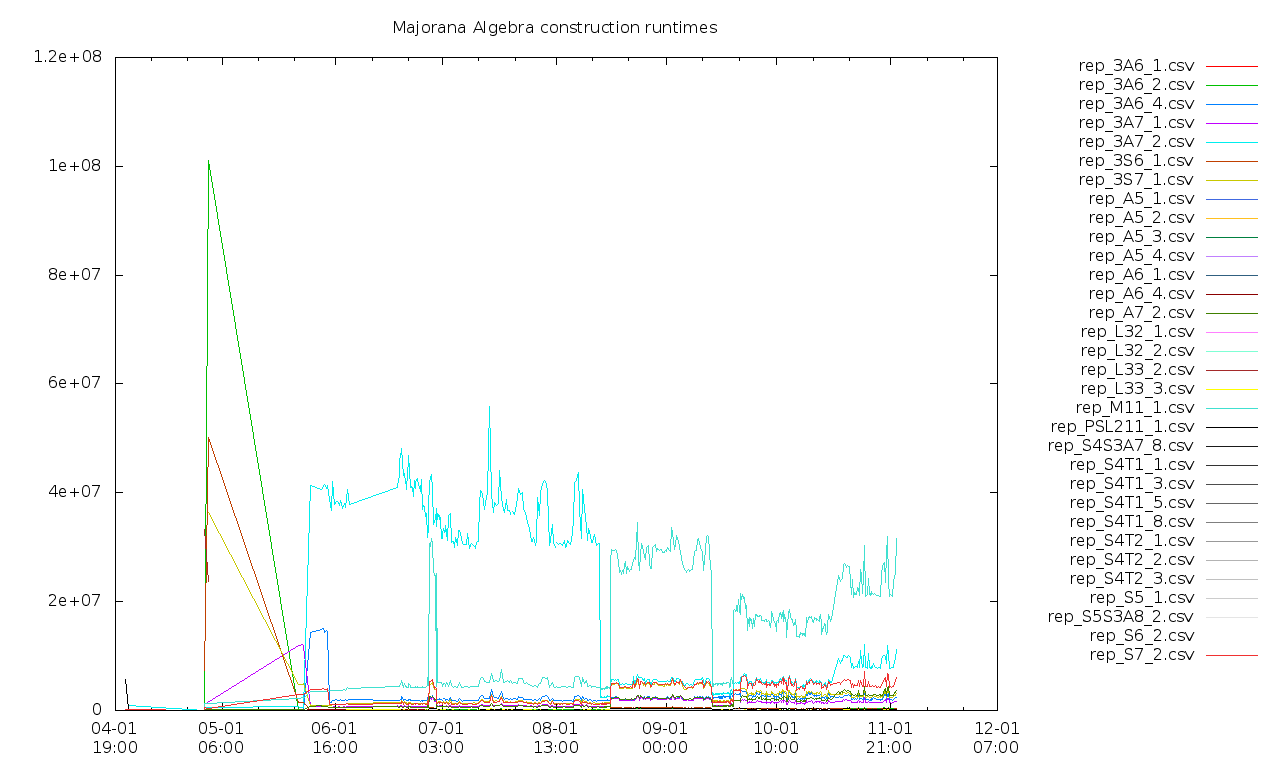 Majorana Algebra construction runtimes
1.2e+08
1e+08
8e+07
6e+07
4e+07
2e+07
0
04-01 19:00
06-01 05:00
06-01 16:00
07-01 03:00
08-01 13:00
09-01 00:00
10-01 10:00
11-01 21:00
12-01 07:00
rep_3A6_1.csv
rep_3A6_2.csv
rep_3A6_4.csv
rep_3A7_1.csv
rep_3A7_2.csv
rep_3S6_1.csv
rep_3S7_1.csv
rep_A5_1.csv
rep_A5_2.csv
rep_A5_3.csv
rep_A5_4.csv
rep_A6_1.csv
rep_A6_4.csv
rep_A7_2.csv
rep_L32_1.csv
rep_L32_2.csv
rep_L33_2.csv
rep_L33_3.csv
rep_M11_1.csv
rep_PSL211_1.csv
rep_S4S3A7_8.csv
rep_S4T1_1.csv
rep_S4T1_3.csv
rep_S4T1_5.csv
rep_S4T1_8.csv
rep_S4T2_1.csv
rep_S4T2_2.csv
rep_S4T2_3.csv
rep_S5_1.csv
rep_S5S3A8_2.csv
rep_S6_2.csv
rep_S7_2.csv